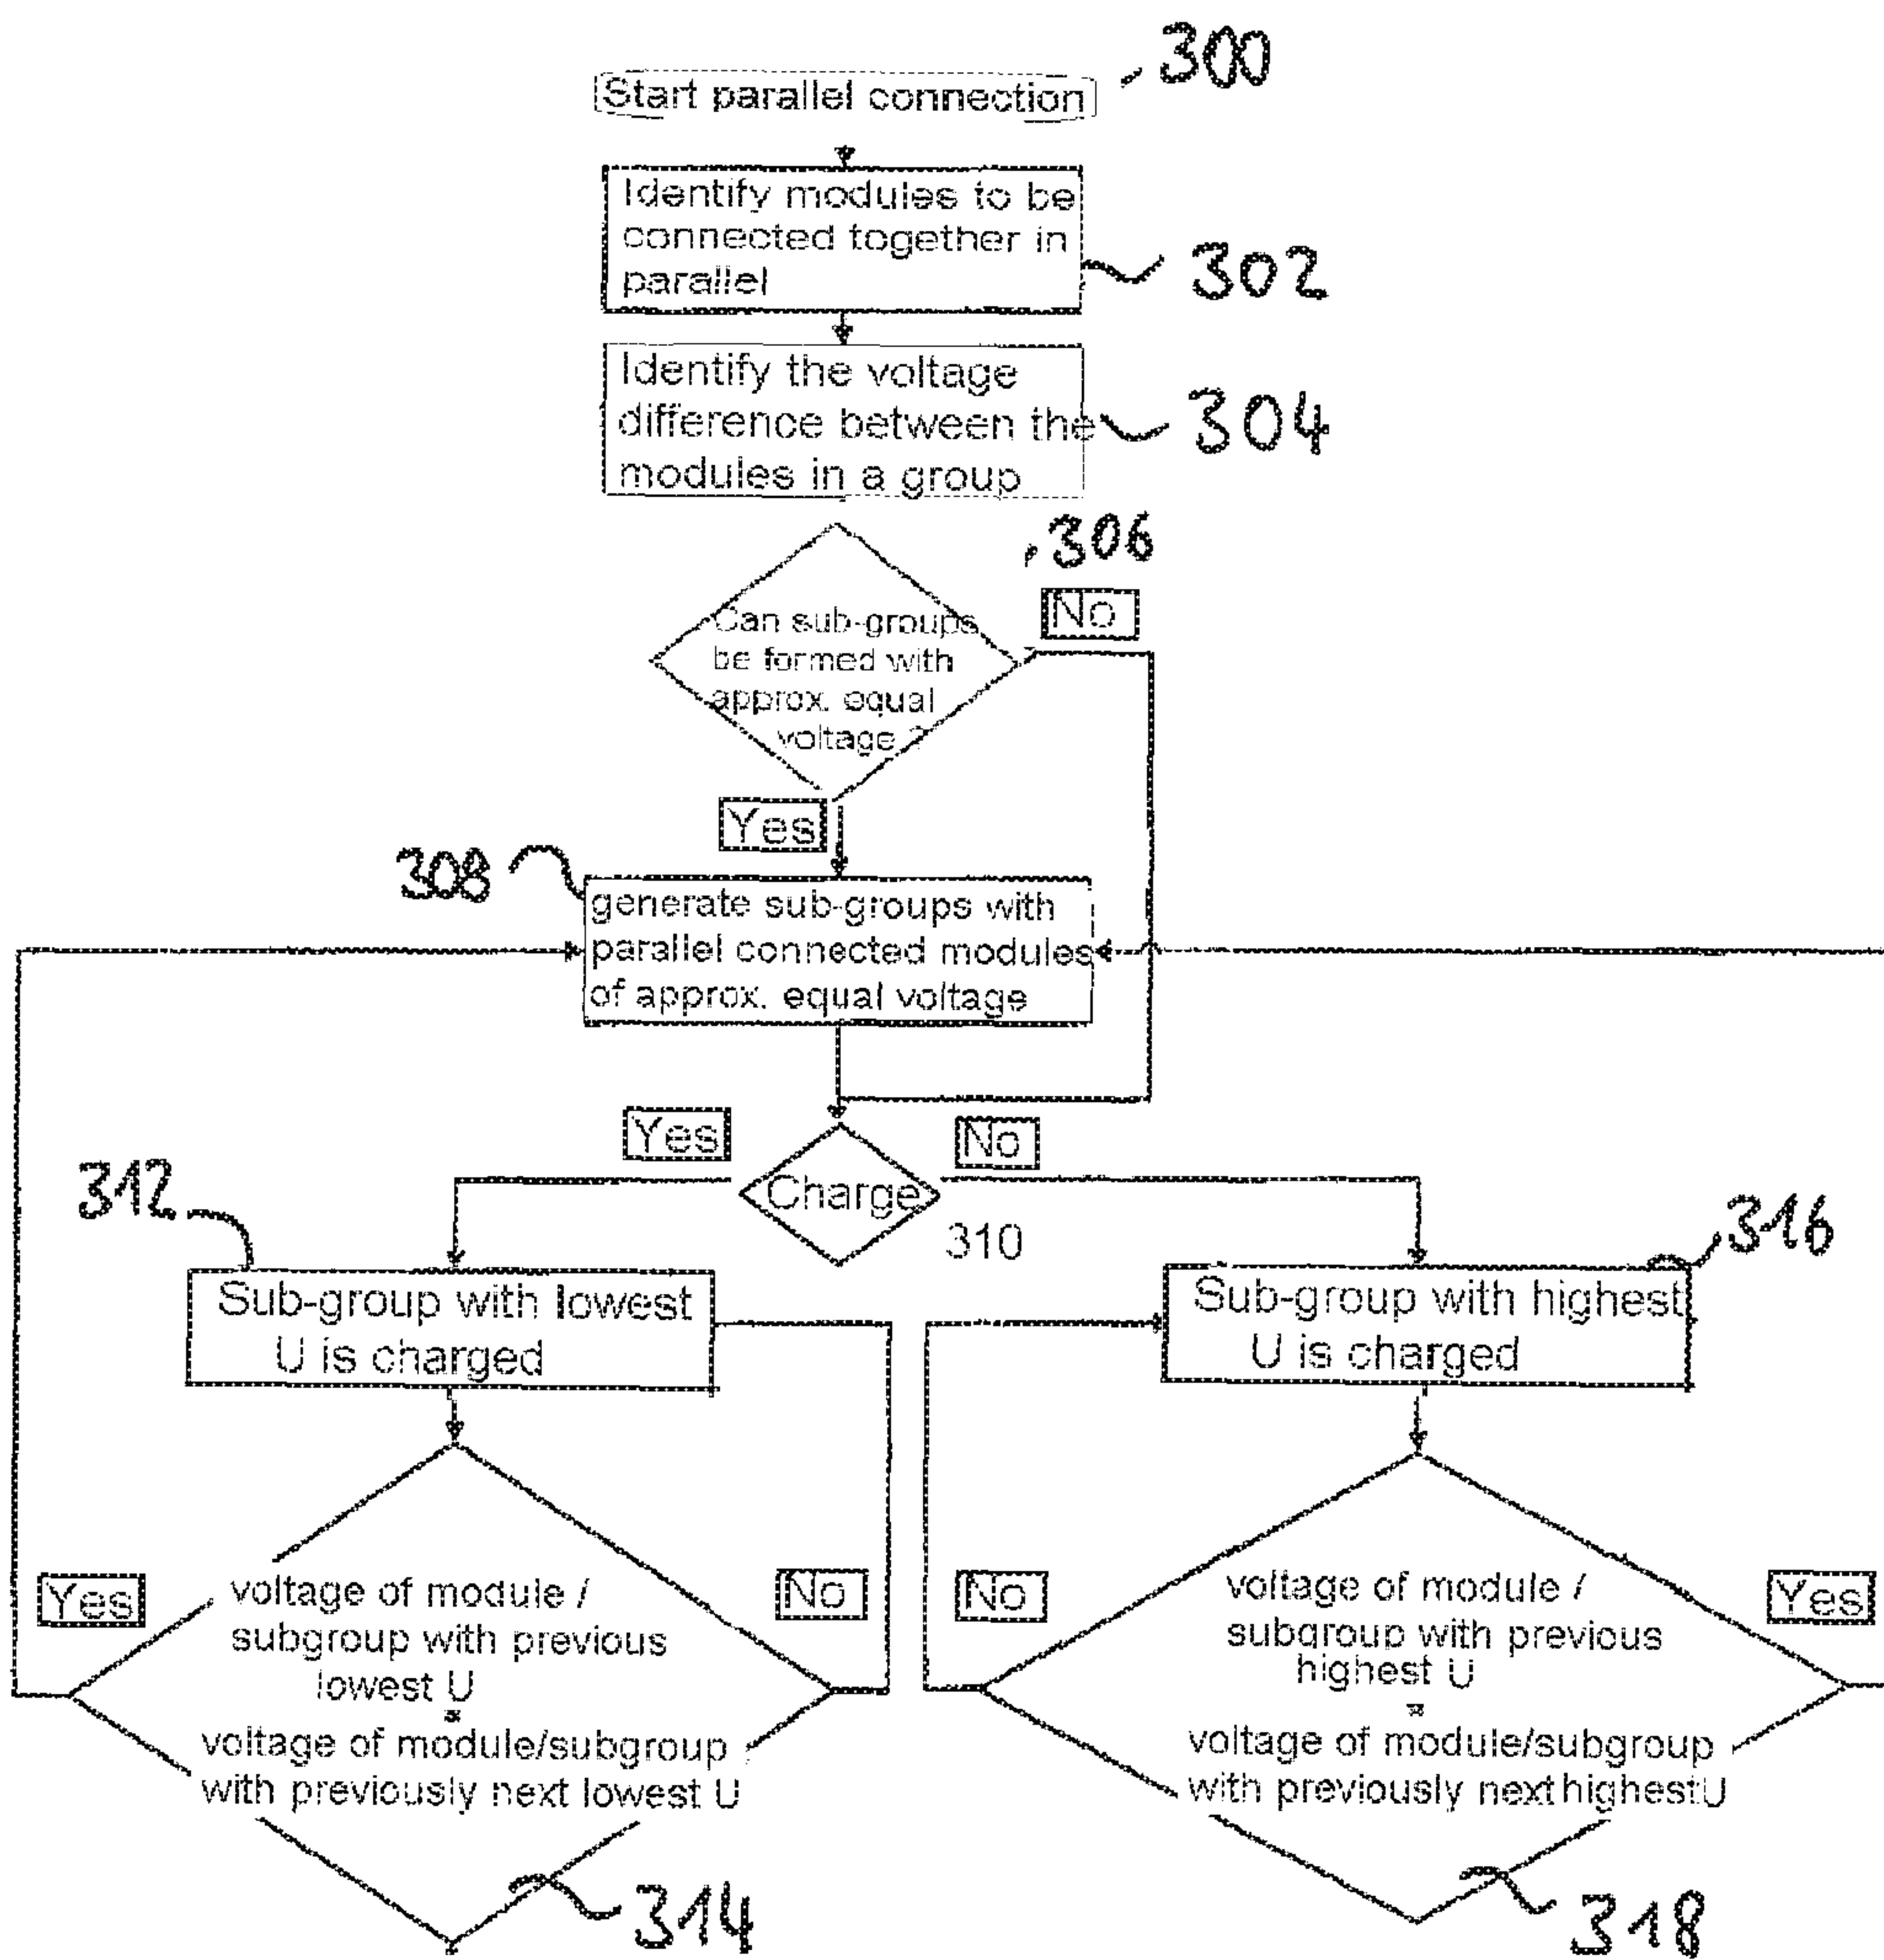 300
Start parallel connection
Identify modules to be
connected together in
parallel
302
Identify the voltage
difference between the
modules in a group
304
306
No
Can sub-groups
be formed with
approx. equal
voltage ?
Yes
308
generate sub-groups with
parallel connected modules
of approx. equal voltage
Yes
No
Charge
310
312
316
Sub-group with lowest
U is charged
Sub-group with highest
U is charged
Yes
voltage of module /
subgroup with previous
lowest U
=
voltage of module/subgroup
with previously next lowest U
No
314
No
voltage of module /
subgroup with previous
highest U
=
voltage of module/subgroup
with previously next highest U
Yes
318